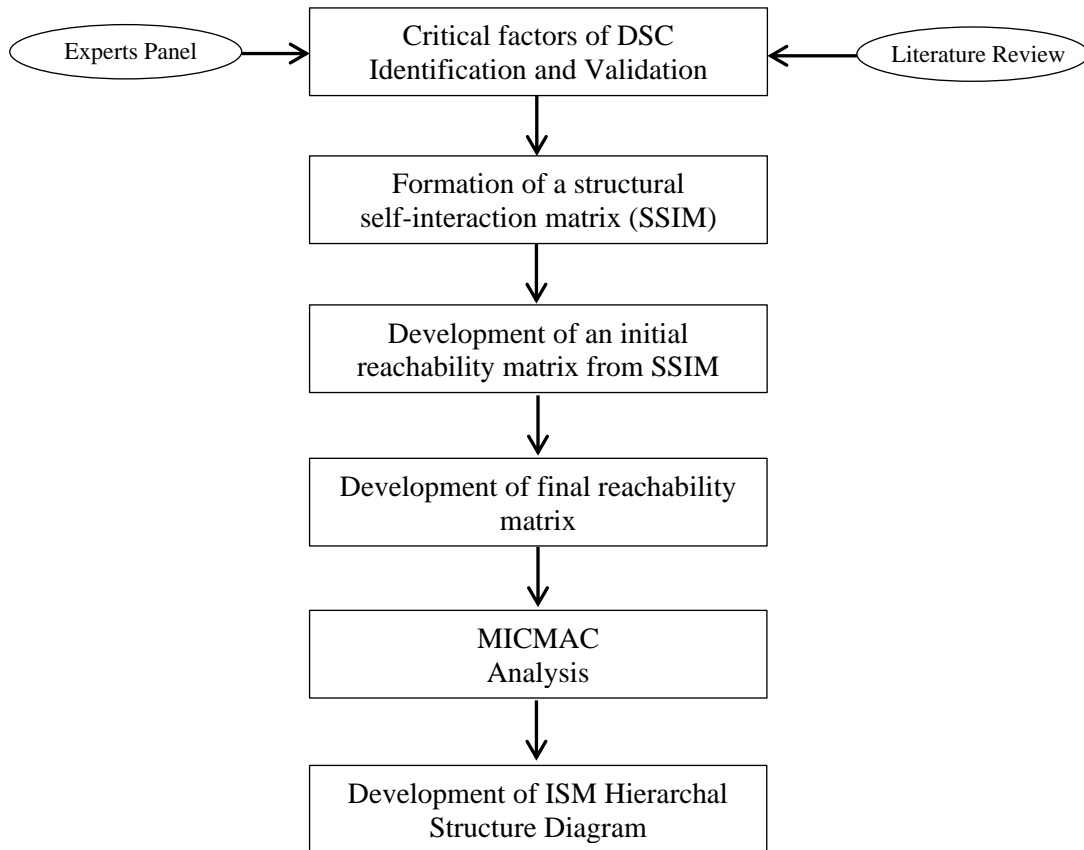 Experts Panel
Critical factors of DSC
Identification and Validation
Literature Review
Formation of a structural
self-interaction matrix (SSIM)
Development of an initial
reachability matrix from SSIM
Development of final reachability
matrix
MICMAC
Analysis
Development of ISM Hierarchal
Structure Diagram